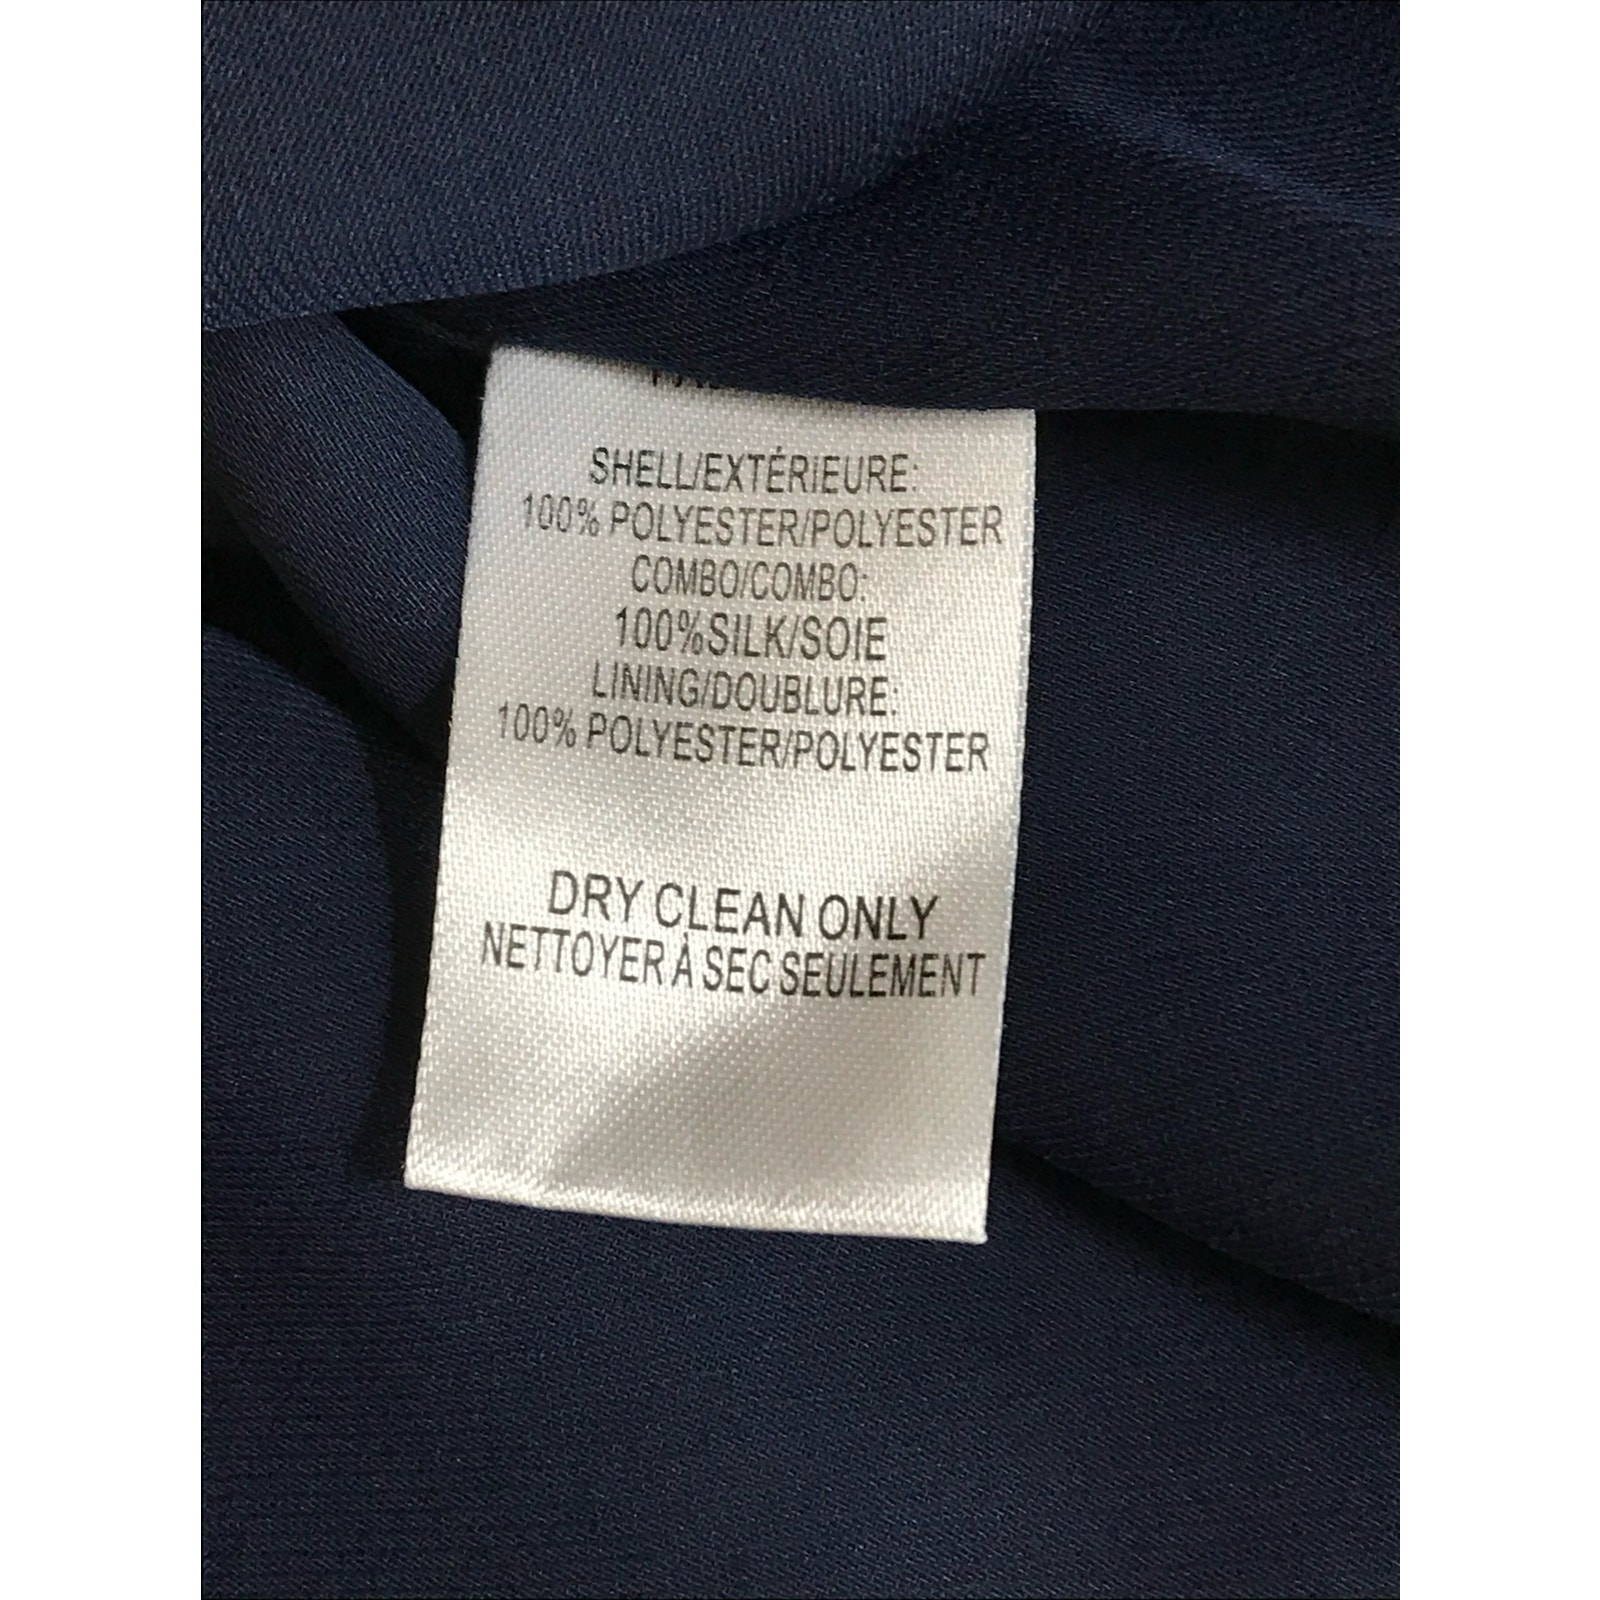 SHELL/EXTÉRIEURE:
100% POLYESTER/POLYESTER
COMBO/COMBO:
100%SILK/SOIE
LINING/DOUBLURE:
100% POLYESTER/POLYESTER
DRY CLEAN ONLY
NETTOYER À SEC SEULEMENT